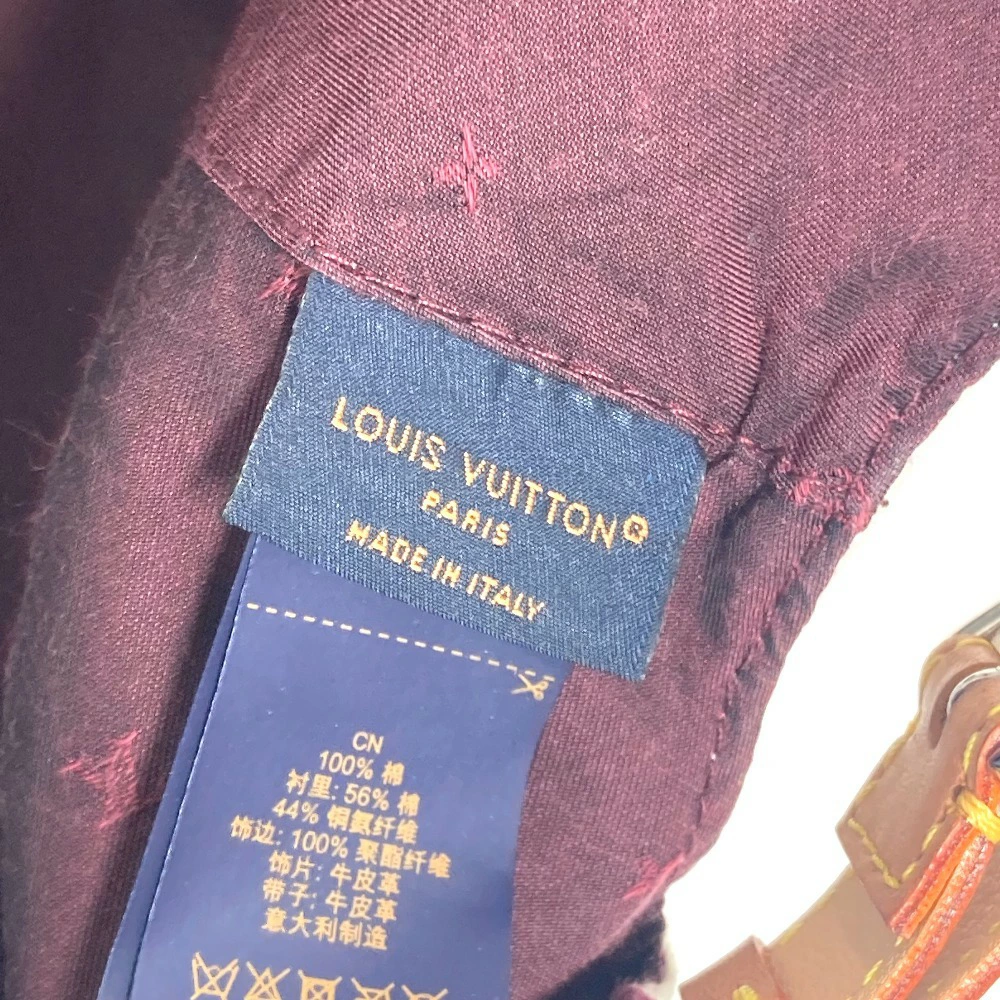 LOUIS VUITTON®
PARIS
MADE IN ITALY
CN
100% 棉
衬里: 56% 棉
44% 铜氨纤维
饰边: 100% 聚酯纤维
饰片: 牛皮革
带子: 牛皮革
意大利制造